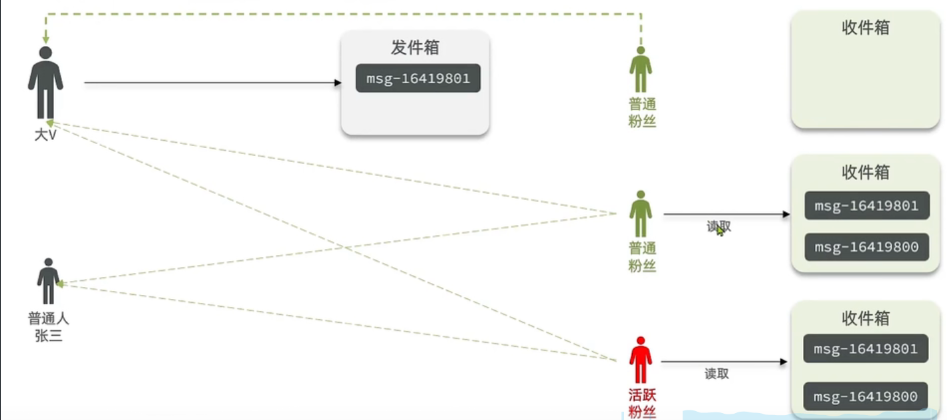 发件箱
收件箱
msg-16419801
普通
粉丝
大V
收件箱
msg-16419801
读取
普通
粉丝
msg-16419800
普通人
张三
收件箱
msg-16419801
读取
活跃
粉丝
msg-16419800